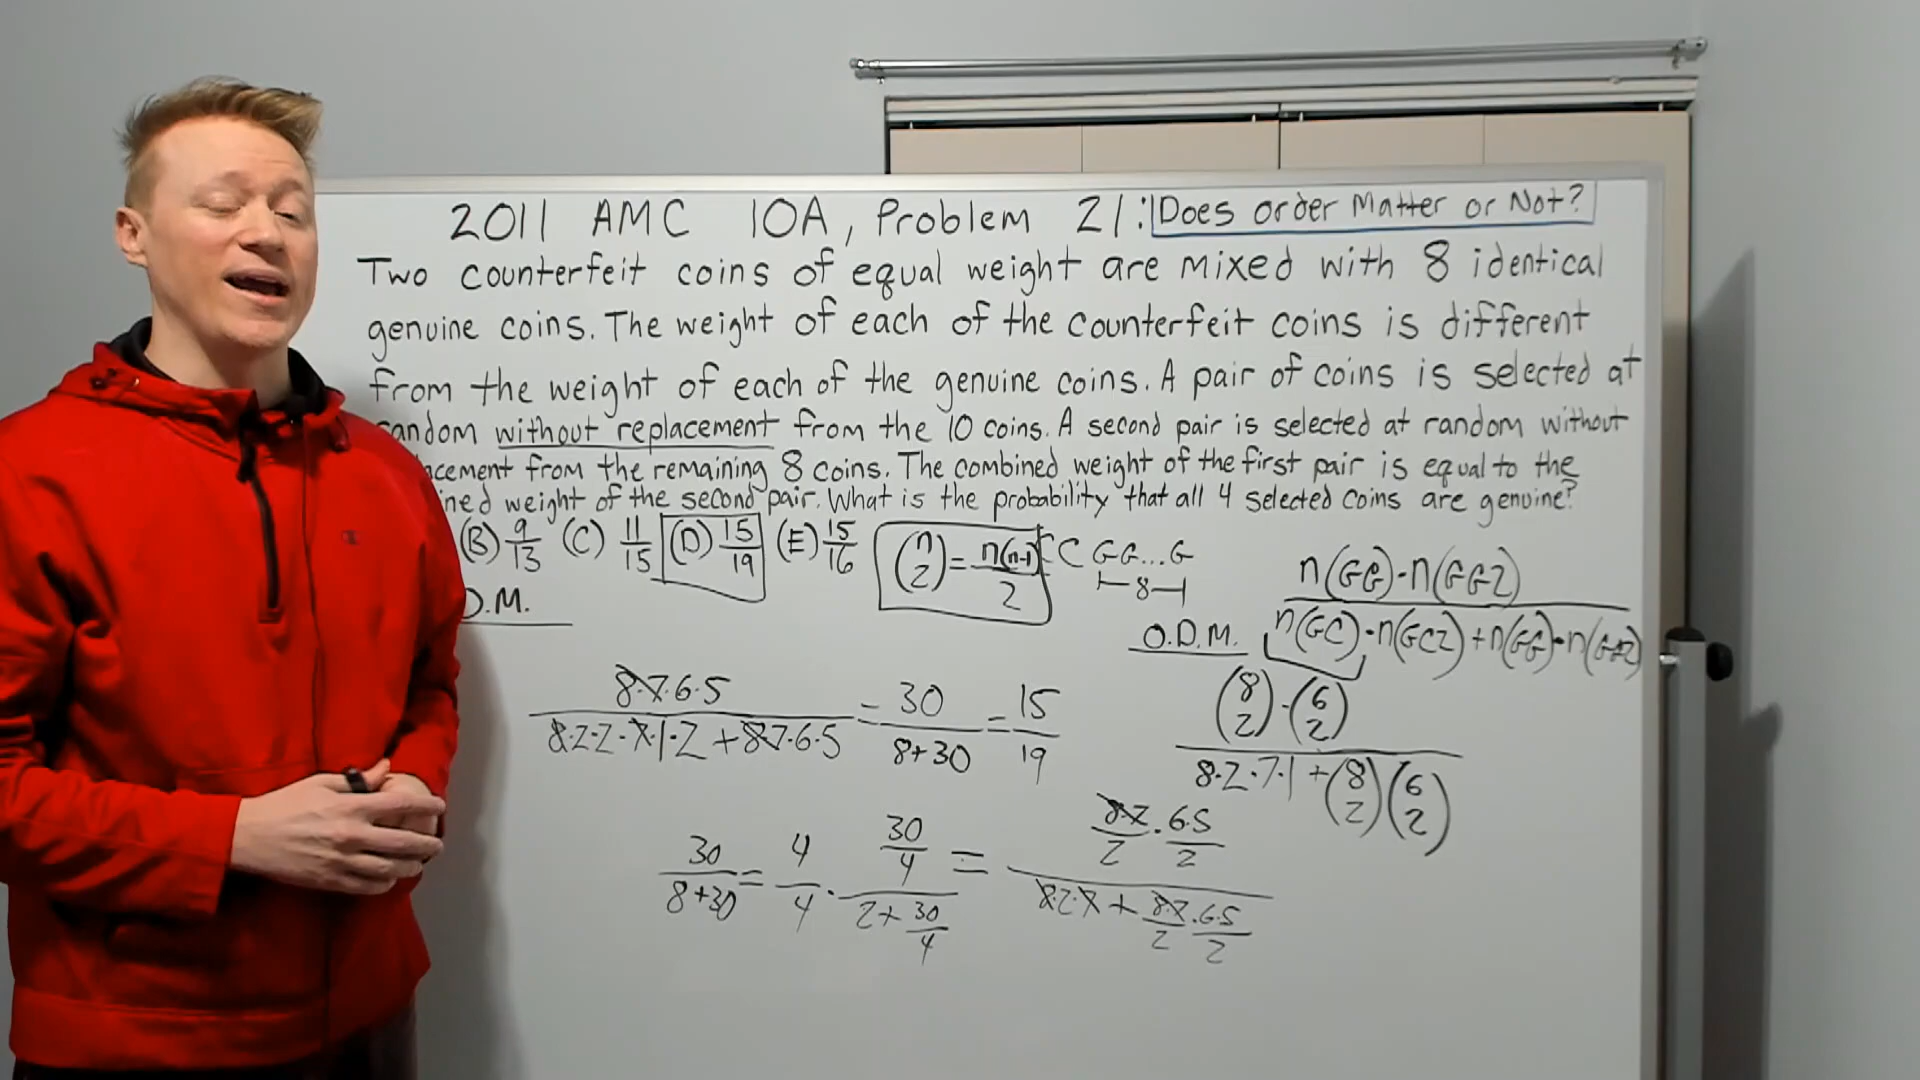 2011 AMC 10A, Problem 21: Does order Matter or Not?
Two counterfeit coins of equal weight are mixed with 8 identical
genuine coins. The weight of each of the counterfeit coins is different
from the weight of each of the genuine coins. A pair of coins is selected at
random without replacement from the 10 coins. A second pair is selected at random without
acement from the remaining 8 coins. The combined weight of the first pair is equal to the
ned weight of the second pair. What is the probability that all 4 selected coins are genuine?
(B) 9/13 (C) 11/15 (D) 15/19 (E) 15/16 (n 2) = n(n-1)/2 CC GG...G
8
n(GG)·n(GG2)
n(GC)·n(GC2)+n(GG)·n(GG2)
O.M.
O.D.M.
8·7·6·5 / 8·2·2·7·1·2+8·7·6·5 = 30 / 8+30 = 15/19
(8 2)·(6 2) / 8·2·7·1+(8 2)(6 2)
30 / 8+30 = 4/4 · 30/4 / 2+30/4 = 8·7/2·6·5/2 / 8·2·7+8·7/2·6·5/2